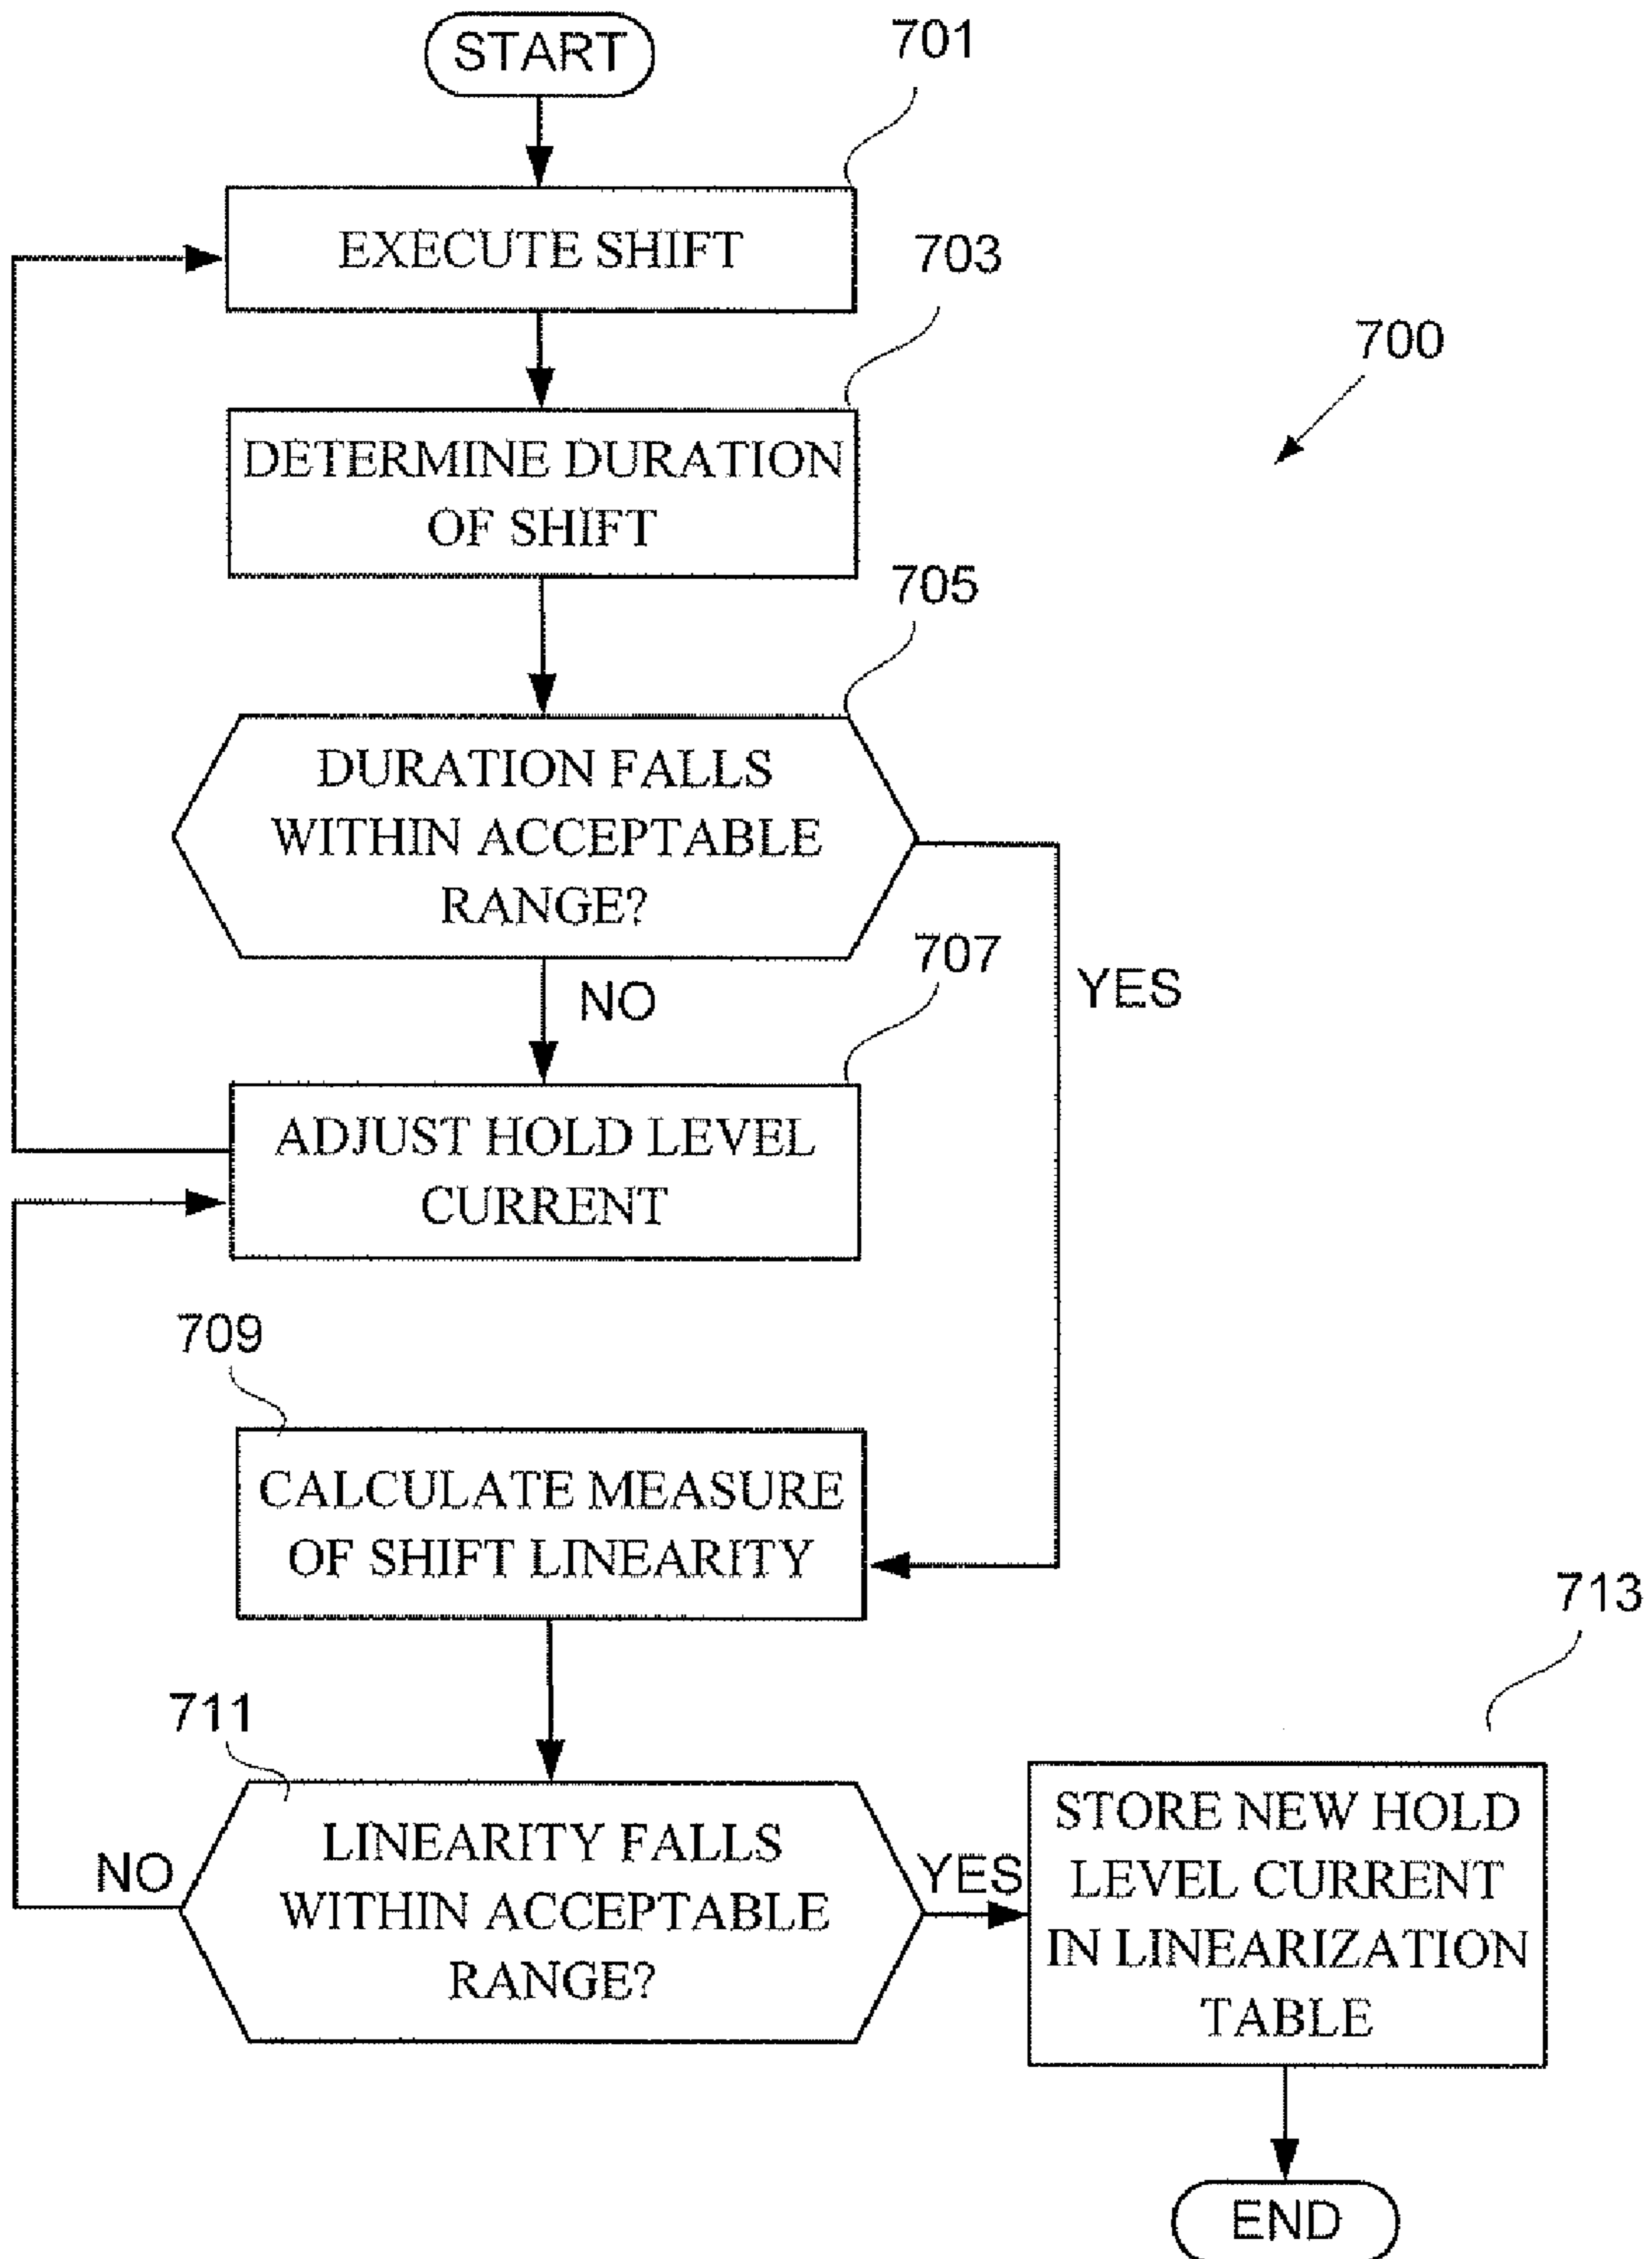 START
701
EXECUTE SHIFT
703
700
DETERMINE DURATION
OF SHIFT
705
DURATION FALLS
WITHIN ACCEPTABLE
RANGE?
707
YES
NO
ADJUST HOLD LEVEL
CURRENT
709
CALCULATE MEASURE
OF SHIFT LINEARITY
713
711
LINEARITY FALLS
WITHIN ACCEPTABLE
RANGE?
NO
YES
STORE NEW HOLD
LEVEL CURRENT
IN LINEARIZATION
TABLE
END